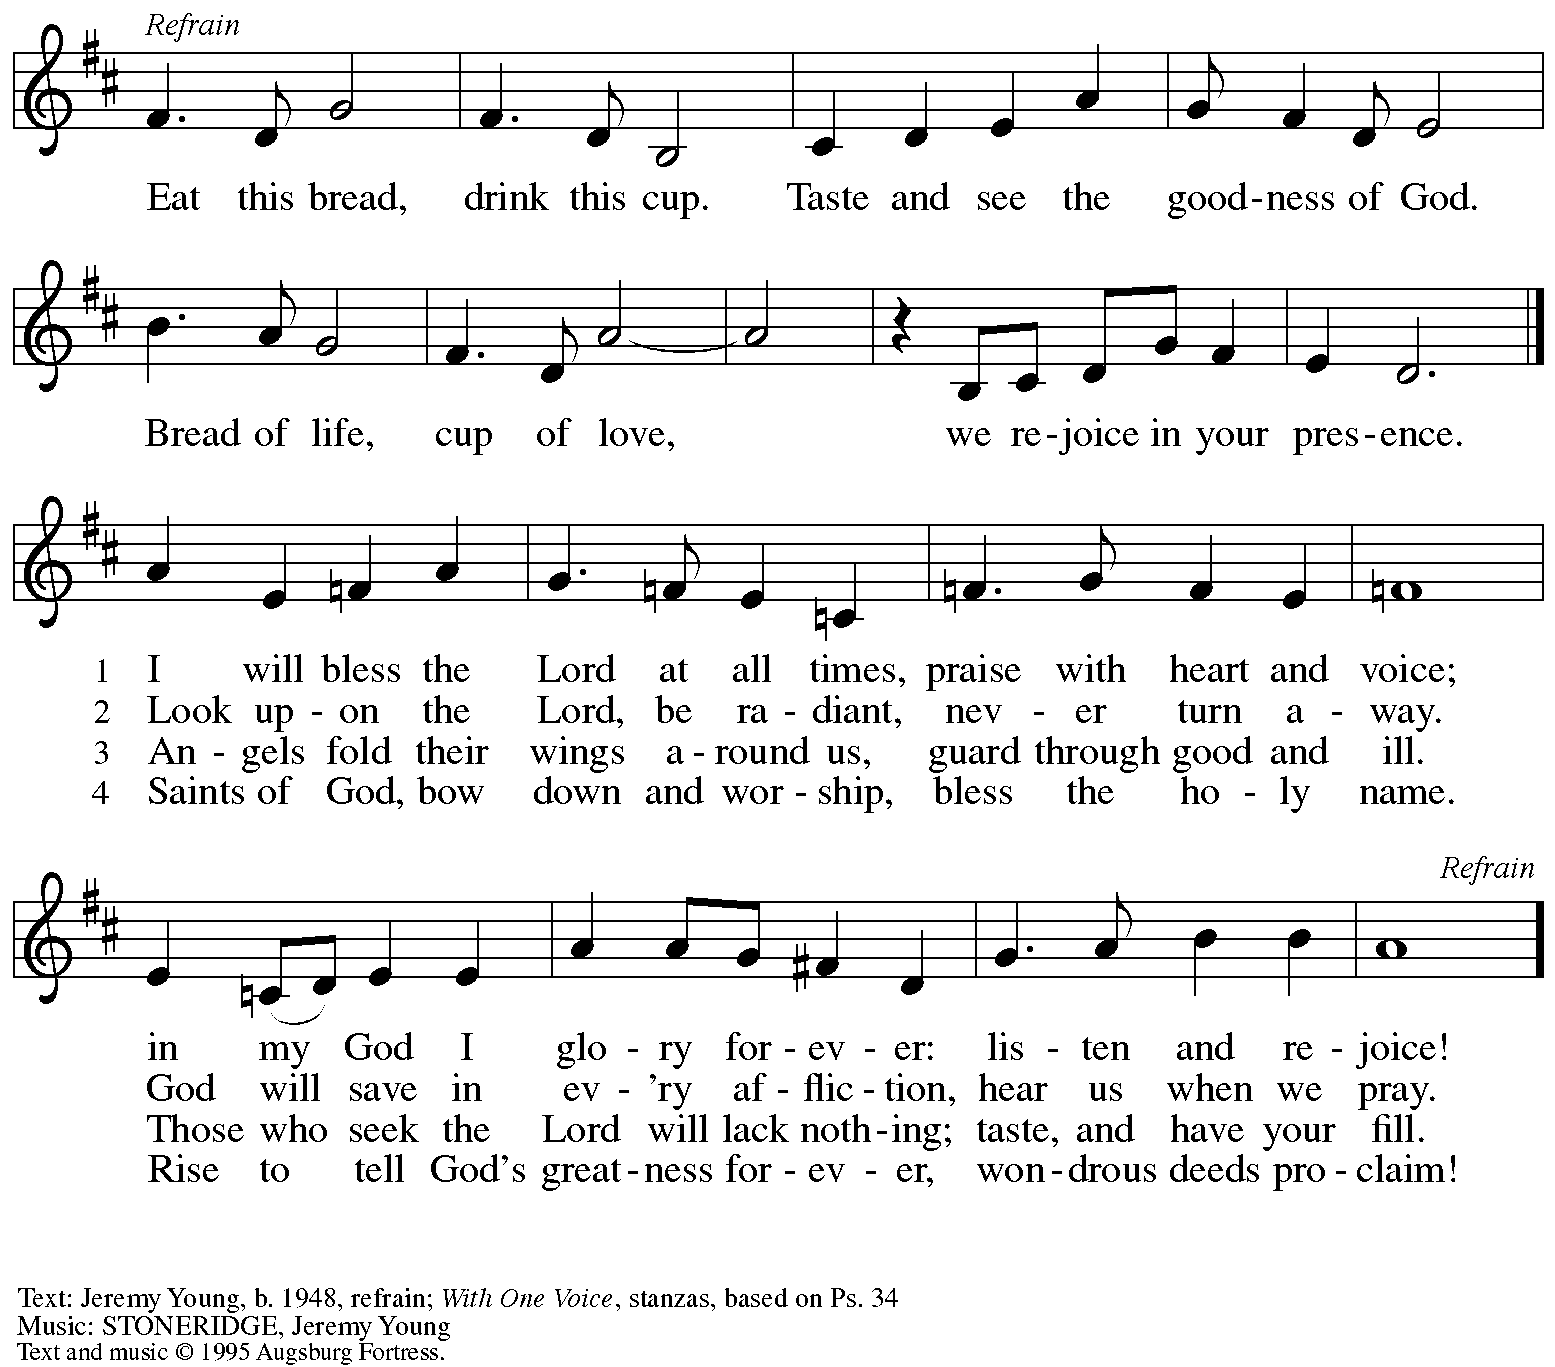 Refrain
Eat this bread, drink this cup. Taste and see the good - ness of God.
Bread of life, cup of love, we re - joice in your pres - ence.
1 I will bless the Lord at all times, praise with heart and voice;
2 Look up - on the Lord, be ra - diant, nev - er turn a - way.
3 An - gels fold their wings a - round us, guard through good and ill.
4 Saints of God, bow down and wor - ship, bless the ho - ly name.
Refrain
in my God I glo - ry for - ev - er: lis - ten and re - joice!
God will save in ev - 'ry af - flic - tion, hear us when we pray.
Those who seek the Lord will lack noth - ing; taste, and have your fill.
Rise to tell God's great - ness for - ev - er, won - drous deeds pro - claim!
Text: Jeremy Young, b. 1948, refrain; With One Voice, stanzas, based on Ps. 34
Music: STONERIDGE, Jeremy Young
Text and music © 1995 Augsburg Fortress.